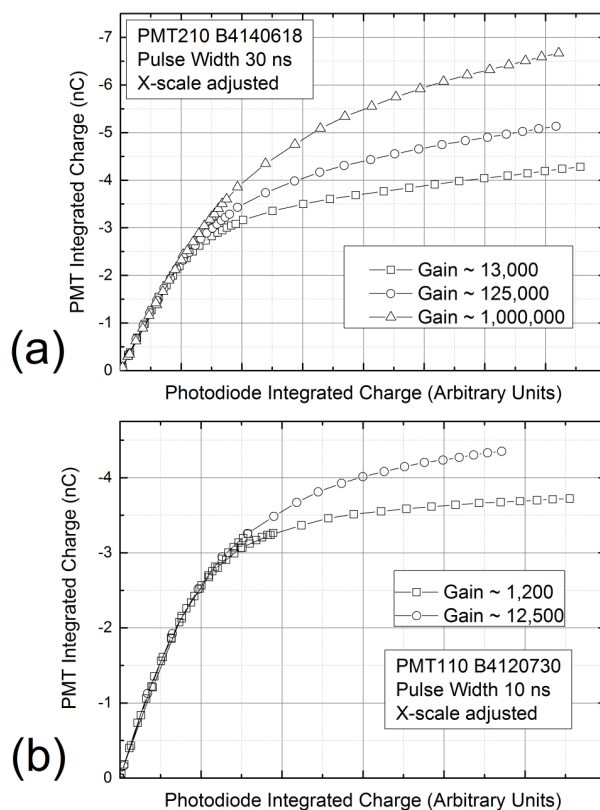 PMT210 B4140618
Pulse Width 30 ns
X-scale adjusted
-7
-6
-5
-4
-3
-2
-1
0
PMT Integrated Charge (nC)
Gain ~ 13,000
Gain ~ 125,000
Gain ~ 1,000,000
(a)
Photodiode Integrated Charge (Arbitrary Units)
-4
-3
-2
-1
0
PMT Integrated Charge (nC)
Gain ~ 1,200
Gain ~ 12,500
PMT110 B4120730
Pulse Width 10 ns
X-scale adjusted
(b)
Photodiode Integrated Charge (Arbitrary Units)